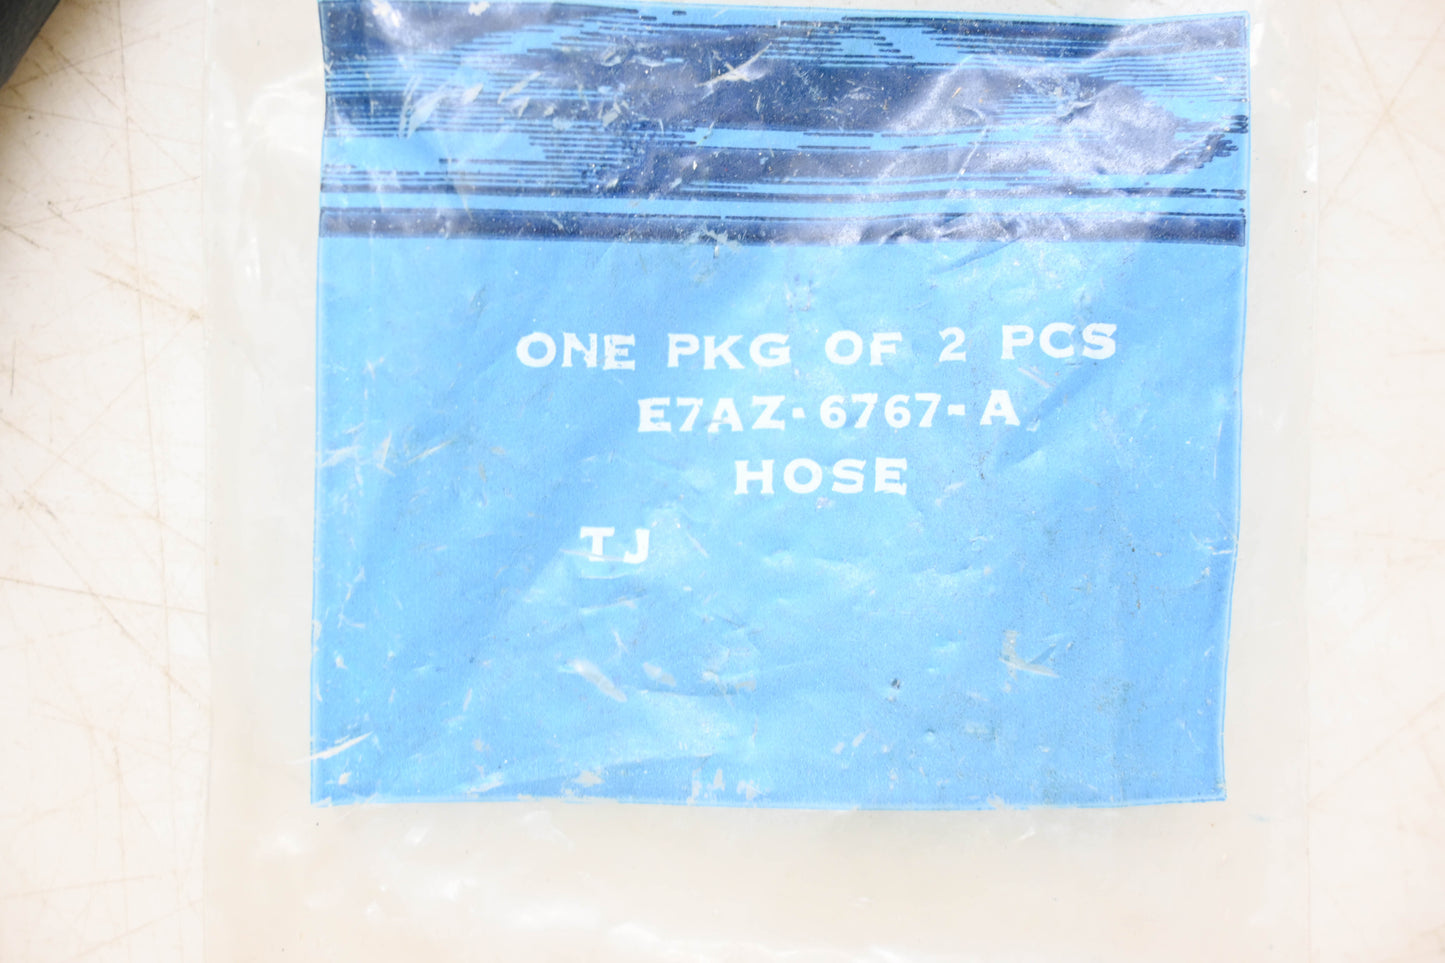 ONE PKG OF 2 PCS
E7AZ-6767-A
HOSE
TJ